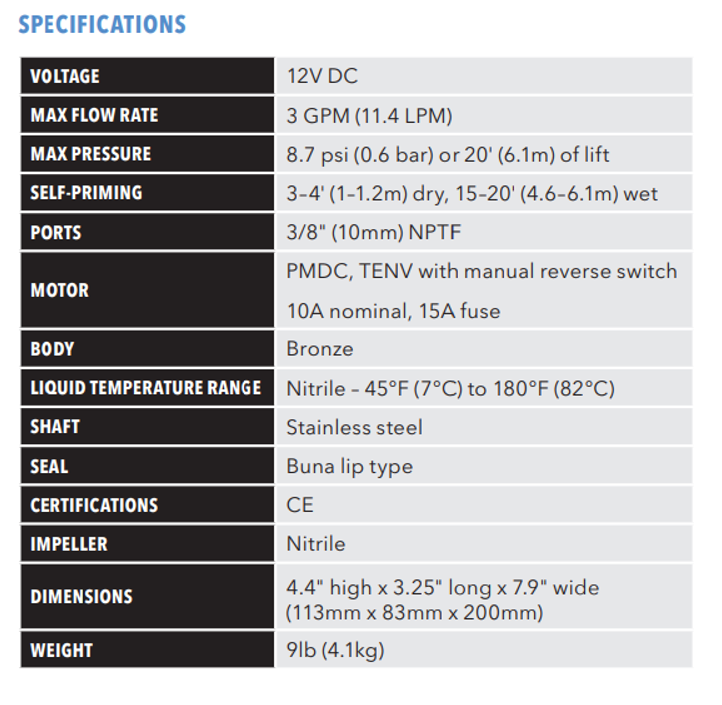 SPECIFICATIONS
VOLTAGE 12V DC
MAX FLOW RATE 3 GPM (11.4 LPM)
MAX PRESSURE 8.7 psi (0.6 bar) or 20' (6.1m) of lift
SELF-PRIMING 3–4' (1–1.2m) dry, 15–20' (4.6–6.1m) wet
PORTS 3/8" (10mm) NPTF
MOTOR PMDC, TENV with manual reverse switch
10A nominal, 15A fuse
BODY Bronze
LIQUID TEMPERATURE RANGE Nitrile – 45°F (7°C) to 180°F (82°C)
SHAFT Stainless steel
SEAL Buna lip type
CERTIFICATIONS CE
IMPELLER Nitrile
DIMENSIONS 4.4" high x 3.25" long x 7.9" wide
(113mm x 83mm x 200mm)
WEIGHT 9lb (4.1kg)